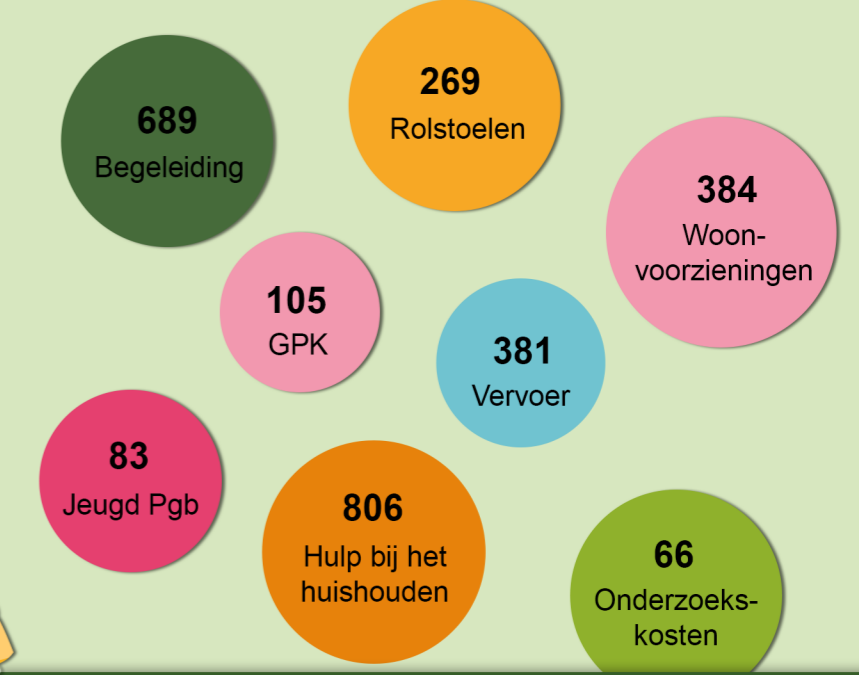 689
Begeleiding
269
Rolstoelen
384
Woon-
voorzieningen
105
GPK
381
Vervoer
83
Jeugd Pgb
806
Hulp bij het
huishouden
66
Onderzoeks-
kosten